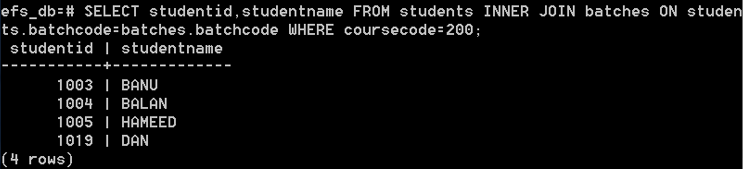 efs_db=# SELECT studentid,studentname FROM students INNER JOIN batches ON studen
ts.batchcode=batches.batchcode WHERE coursecode=200;
 studentid | studentname
-----------+-------------
      1003 | BANU
      1004 | BALAN
      1005 | HAMEED
      1019 | DAN
(4 rows)